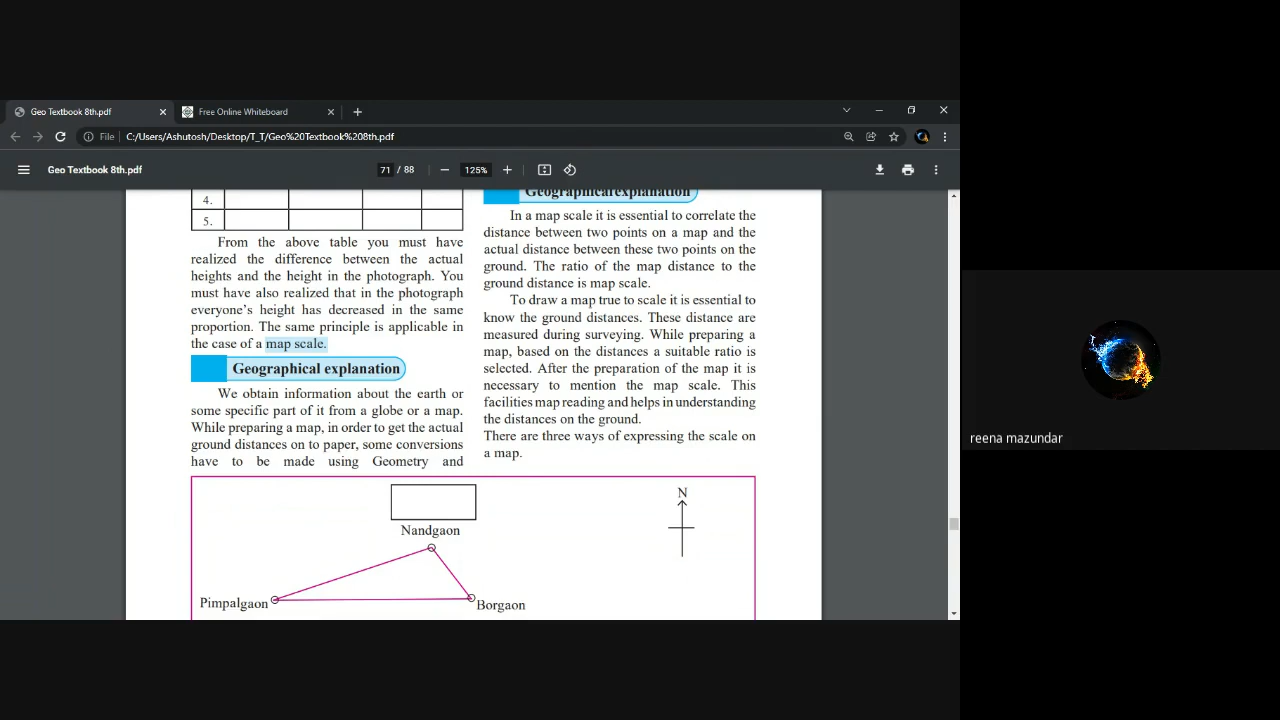 Geo Textbook 8th.pdf
Free Online Whiteboard
File
C:/Users/Ashutosh/Desktop/T_T/Geo%20Textbook%208th.pdf
Geo Textbook 8th.pdf
71 / 88
125%
4.
5.
From the above table you must have
realized the difference between the actual
heights and the height in the photograph. You
must have also realized that in the photograph
everyone's height has decreased in the same
proportion. The same principle is applicable in
the case of a map scale.
Geographical explanation
We obtain information about the earth or
some specific part of it from a globe or a map.
While preparing a map, in order to get the actual
ground distances on to paper, some conversions
have to be made using Geometry and
Geographicalexplanation
In a map scale it is essential to correlate the
distance between two points on a map and the
actual distance between these two points on the
ground. The ratio of the map distance to the
ground distance is map scale.
To draw a map true to scale it is essential to
know the ground distances. These distance are
measured during surveying. While preparing a
map, based on the distances a suitable ratio is
selected. After the preparation of the map it is
necessary to mention the map scale. This
facilities map reading and helps in understanding
the distances on the ground.
There are three ways of expressing the scale on
a map.
N
Nandgaon
Pimpalgaon
Borgaon
reena mazundar